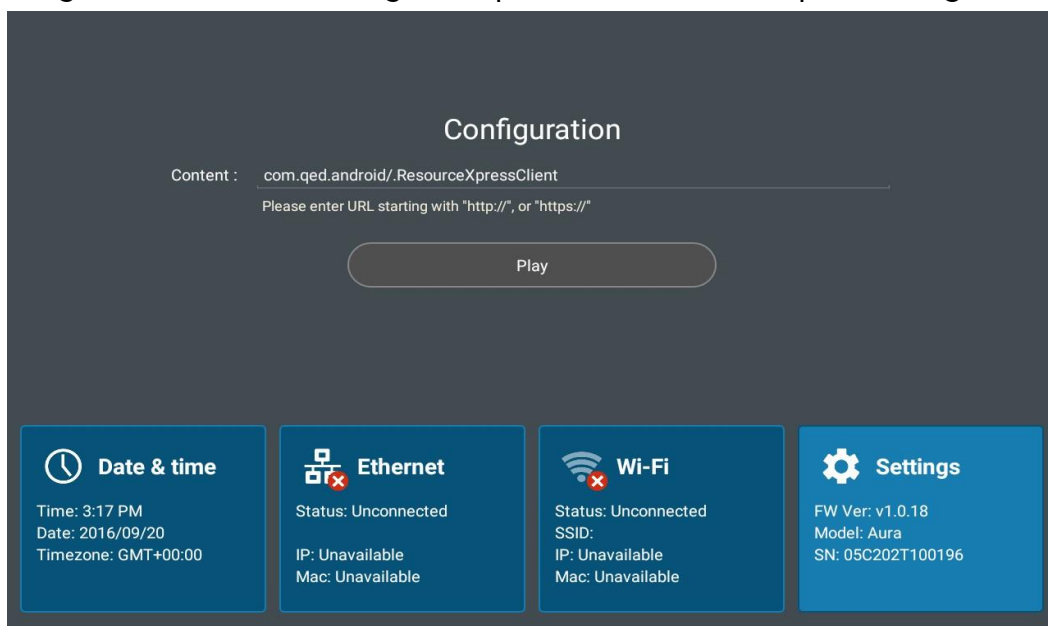 Configuration
Content : com.qed.android/.ResourceXpressClient
Please enter URL starting with "http://", or "https://"
Play
Date & time
Time: 3:17 PM
Date: 2016/09/20
Timezone: GMT+00:00
Ethernet
Status: Unconnected
IP: Unavailable
Mac: Unavailable
Wi-Fi
Status: Unconnected
SSID:
IP: Unavailable
Mac: Unavailable
Settings
FW Ver: v1.0.18
Model: Aura
SN: 05C202T100196